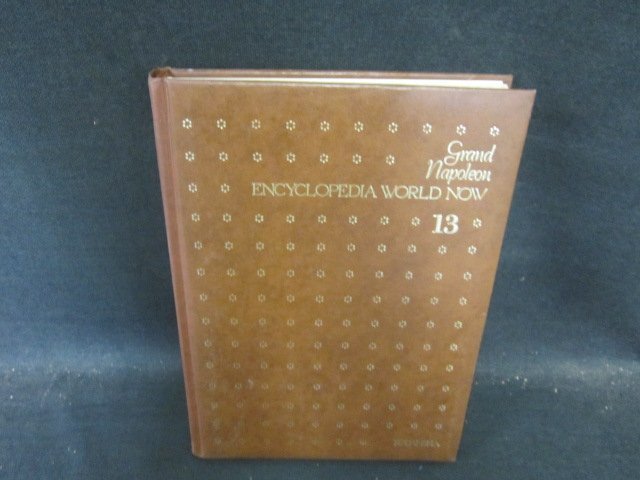 Grand
Napoleon
ENCYCLOPEDIA WORLD NOW
13